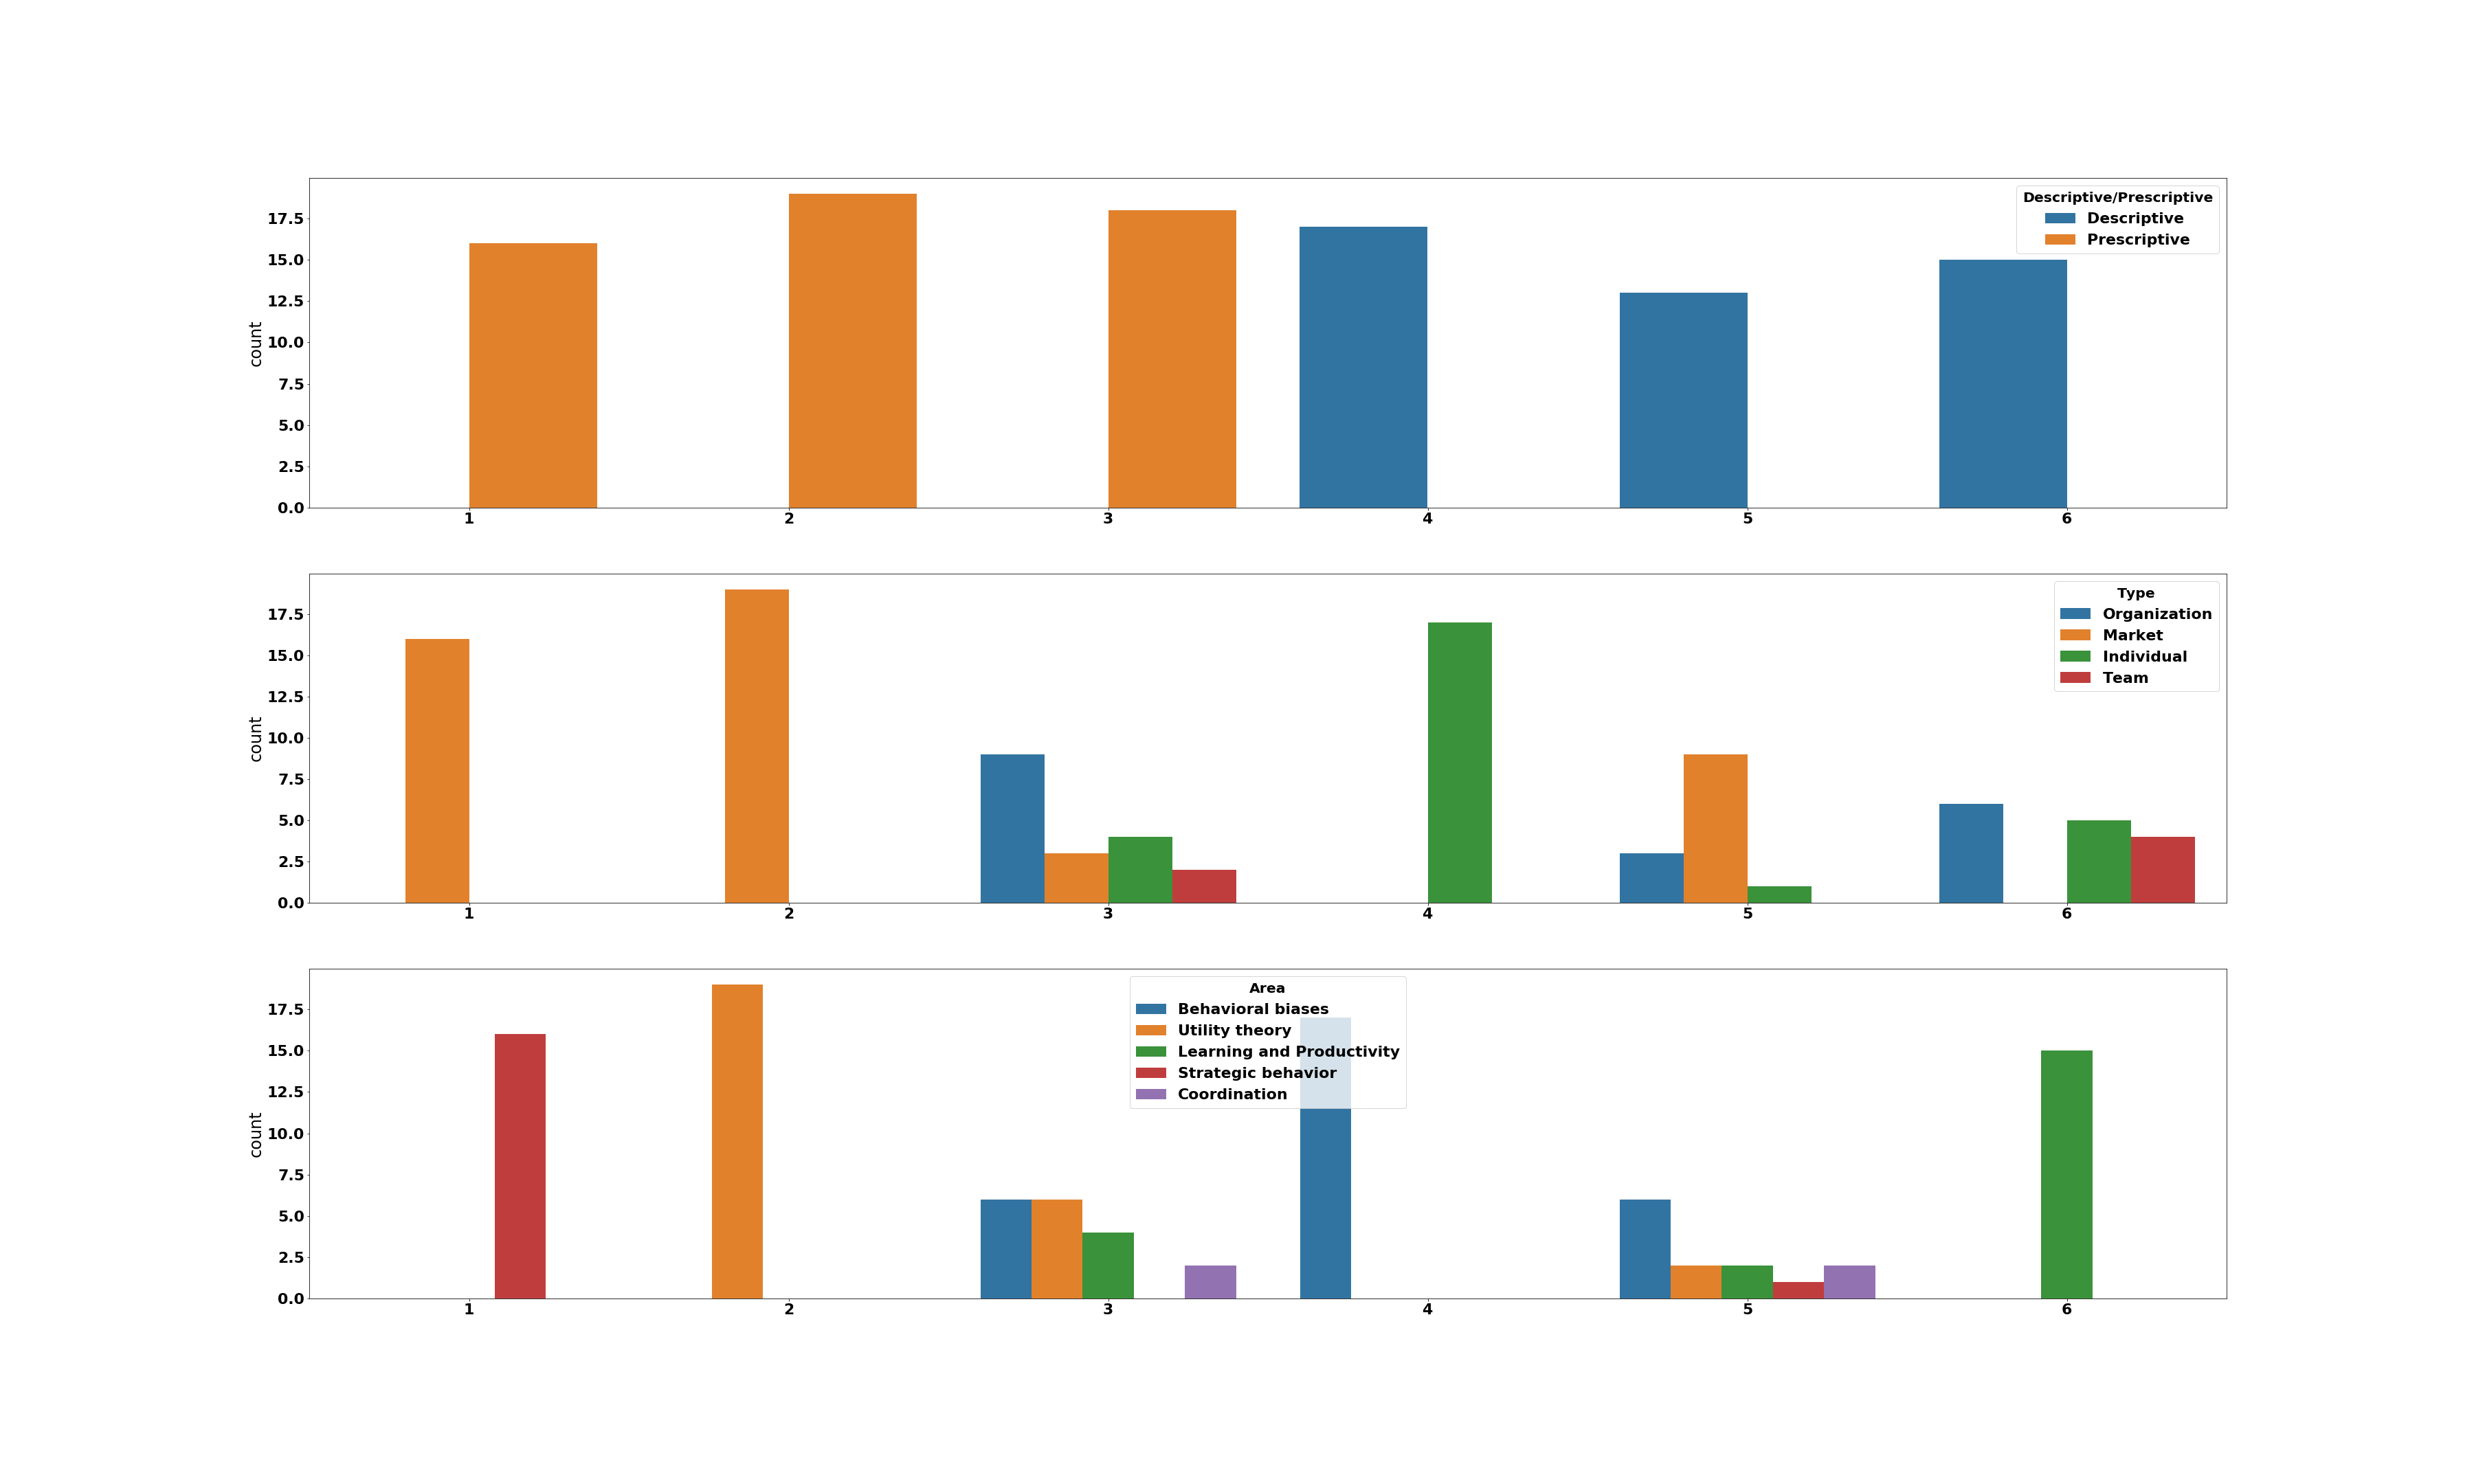 17.5
15.0
12.5
10.0
7.5
5.0
2.5
0.0
count
Descriptive/Prescriptive
Descriptive
Prescriptive
1 2 3 4 5 6
17.5
15.0
12.5
10.0
7.5
5.0
2.5
0.0
count
Type
Organization
Market
Individual
Team
1 2 3 4 5 6
17.5
15.0
12.5
10.0
7.5
5.0
2.5
0.0
count
Area
Behavioral biases
Utility theory
Learning and Productivity
Strategic behavior
Coordination
1 2 3 4 5 6